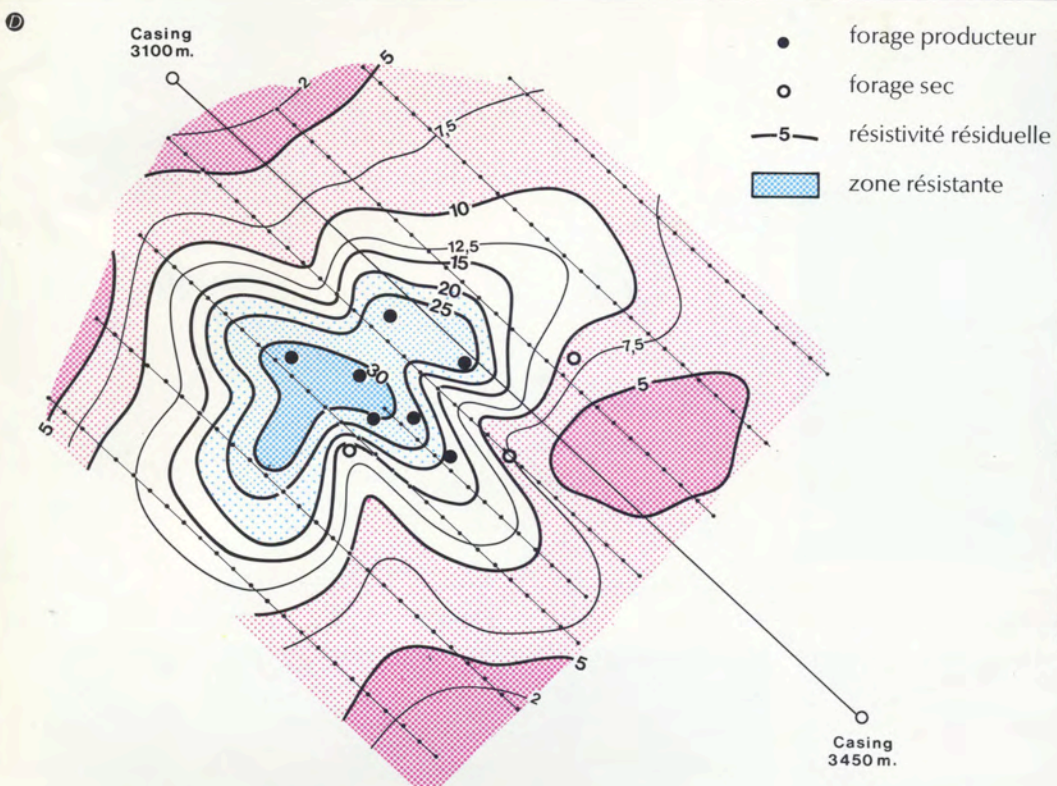 D
Casing
3100 m.
forage producteur
forage sec
5 résistivité résiduelle
zone résistante
2
5
7,5
10
12,5
15
20
25
30
7,5
5
5
5
2
Casing
3450 m.